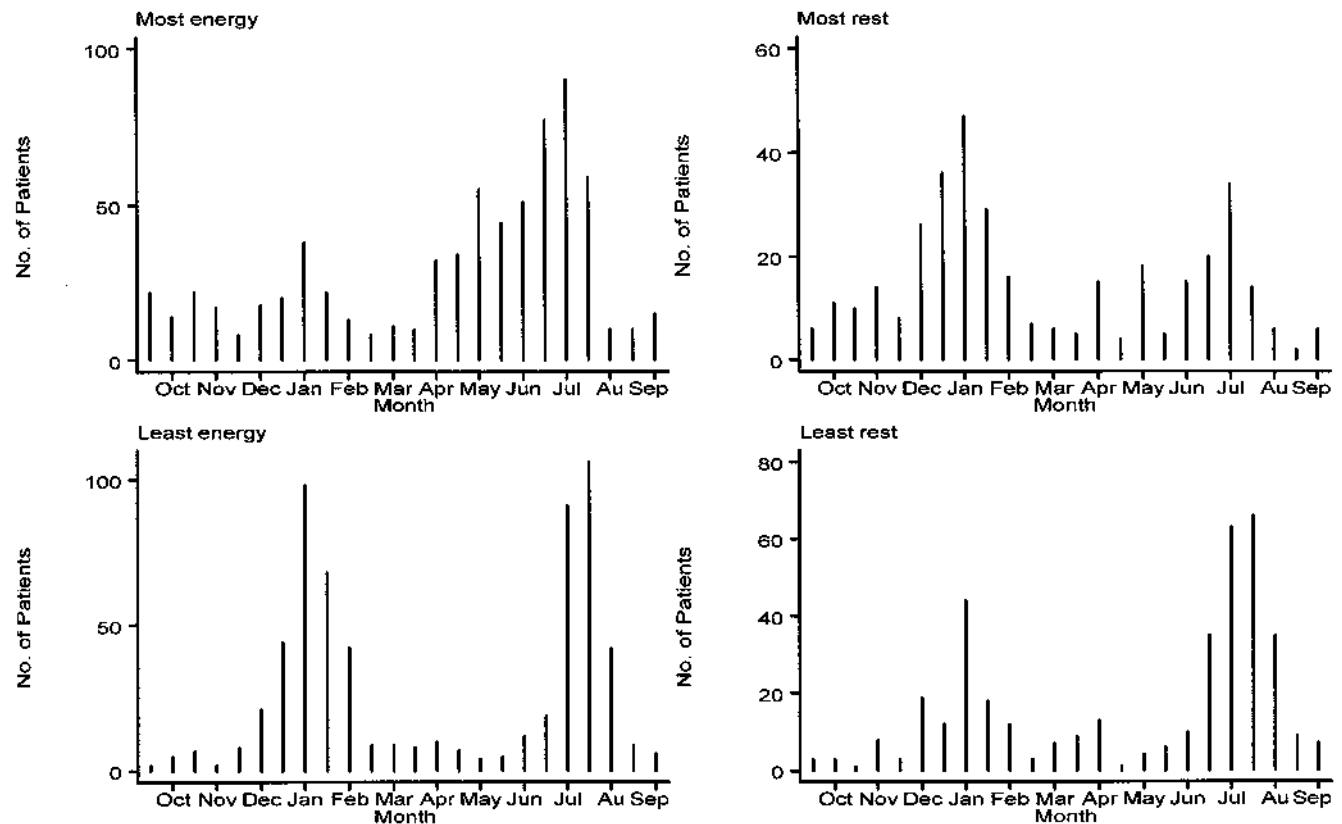 Most energy
100
50
0
No. of Patients
Oct Nov Dec Jan Feb Mar Apr May Jun Jul Au Sep
Month
Most rest
60
40
20
0
No. of Patients
Oct Nov Dec Jan Feb Mar Apr May Jun Jul Au Sep
Month
Least energy
100
50
0
No. of Patients
Oct Nov Dec Jan Feb Mar Apr May Jun Jul Au Sep
Month
Least rest
80
60
40
20
0
No. of Patients
Oct Nov Dec Jan Feb Mar Apr May Jun Jul Au Sep
Month